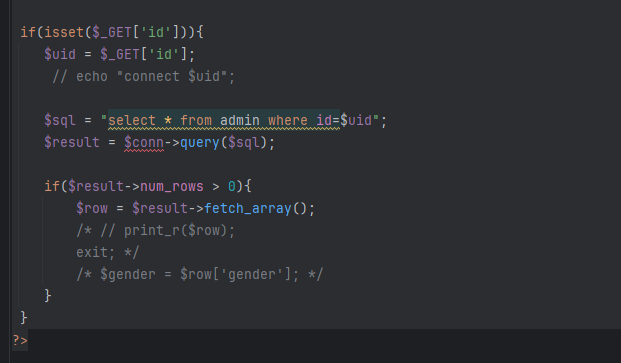 if(isset($_GET['id'])){
$uid = $_GET['id'];
// echo "connect $uid";
$sql = "select * from admin where id=$uid";
$result = $conn->query($sql);
if($result->num_rows > 0){
$row = $result->fetch_array();
/* // print_r($row);
exit; */
/* $gender = $row['gender']; */
}
}
?>